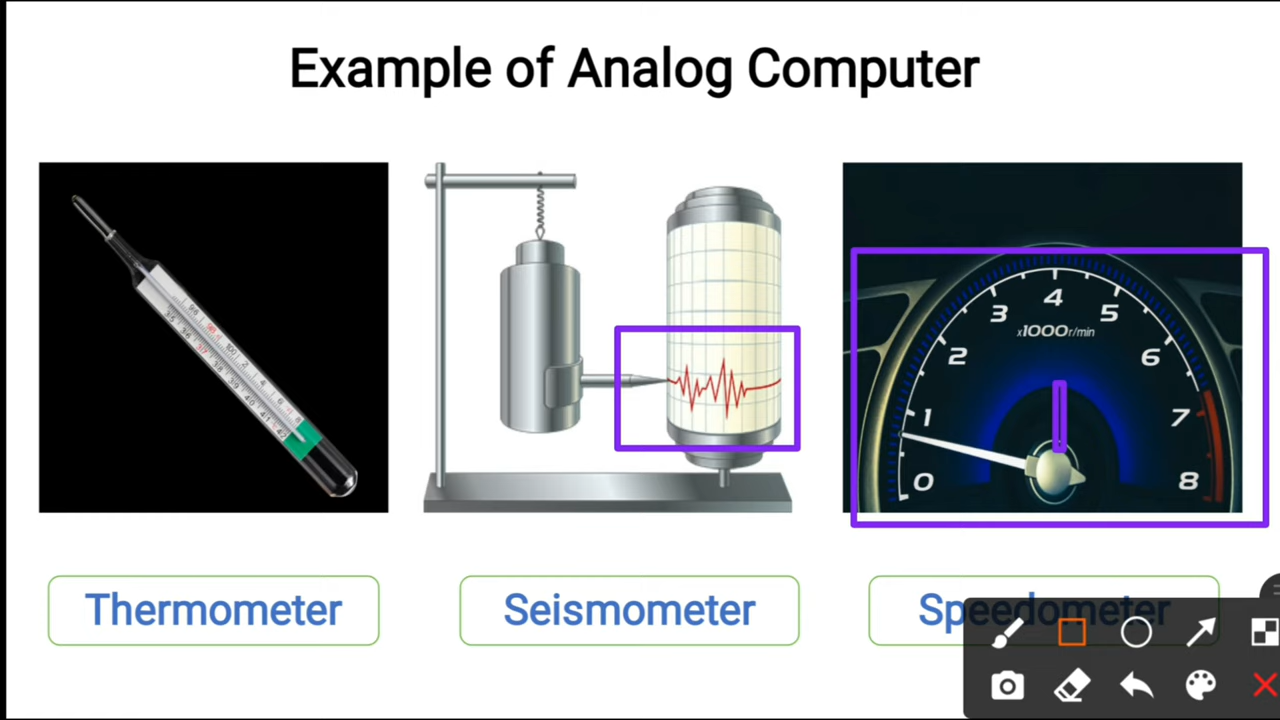 Example of Analog Computer
Thermometer
Seismometer
Speedometer
0
1
2
3
4
5
6
7
8
x1000r/min